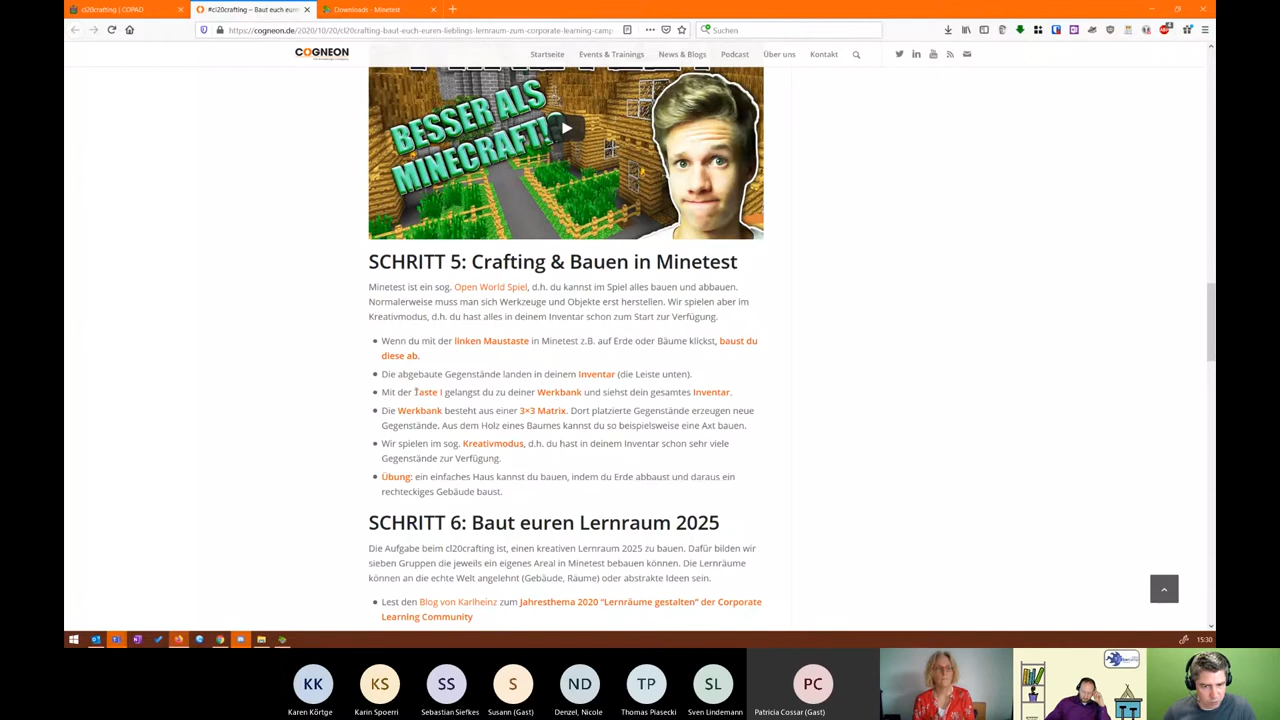 cl20crafting | COPAD
#cl20crafting – Baut euch eure
Downloads - Minetest
https://cogneon.de/2020/10/20/cl20crafting-baut-euch-euren-lieblings-lernraum-zum-corporate-learning-camp
Suchen
COGNEON
Startseite
Events & Trainings
News & Blogs
Podcast
Über uns
Kontakt
BESSER ALS
MINECRAFT!
SCHRITT 5: Crafting & Bauen in Minetest
Minetest ist ein sog. Open World Spiel, d.h. du kannst im Spiel alles bauen und abbauen.
Normalerweise muss man sich Werkzeuge und Objekte erst herstellen. Wir spielen aber im
Kreativmodus, d.h. du hast alles in deinem Inventar schon zum Start zur Verfügung.
Wenn du mit der linken Maustaste in Minetest z.B. auf Erde oder Bäume klickst, baust du
diese ab.
Die abgebaute Gegenstände landen in deinem Inventar (die Leiste unten).
Mit der Taste I gelangst du zu deiner Werkbank und siehst dein gesamtes Inventar.
Die Werkbank besteht aus einer 3×3 Matrix. Dort platzierte Gegenstände erzeugen neue
Gegenstände. Aus dem Holz eines Baumes kannst du so beispielsweise eine Axt bauen.
Wir spielen im sog. Kreativmodus, d.h. du hast in deinem Inventar schon sehr viele
Gegenstände zur Verfügung.
Übung: ein einfaches Haus kannst du bauen, indem du Erde abbaust und daraus ein
rechteckiges Gebäude baust.
SCHRITT 6: Baut euren Lernraum 2025
Die Aufgabe beim cl20crafting ist, einen kreativen Lernraum 2025 zu bauen. Dafür bilden wir
sieben Gruppen die jeweils ein eigenes Areal in Minetest bebauen können. Die Lernräume
können an die echte Welt angelehnt (Gebäude, Räume) oder abstrakte Ideen sein.
Lest den Blog von Karlheinz zum Jahresthema 2020 “Lernräume gestalten” der Corporate
Learning Community
15:30
KK
KS
SS
S
ND
TP
SL
PC
Karen Körtge
Karin Spoerri
Sebastian Siefkes
Susann (Gast)
Denzel, Nicole
Thomas Piasecki
Sven Lindemann
Patricia Cossar (Gast)